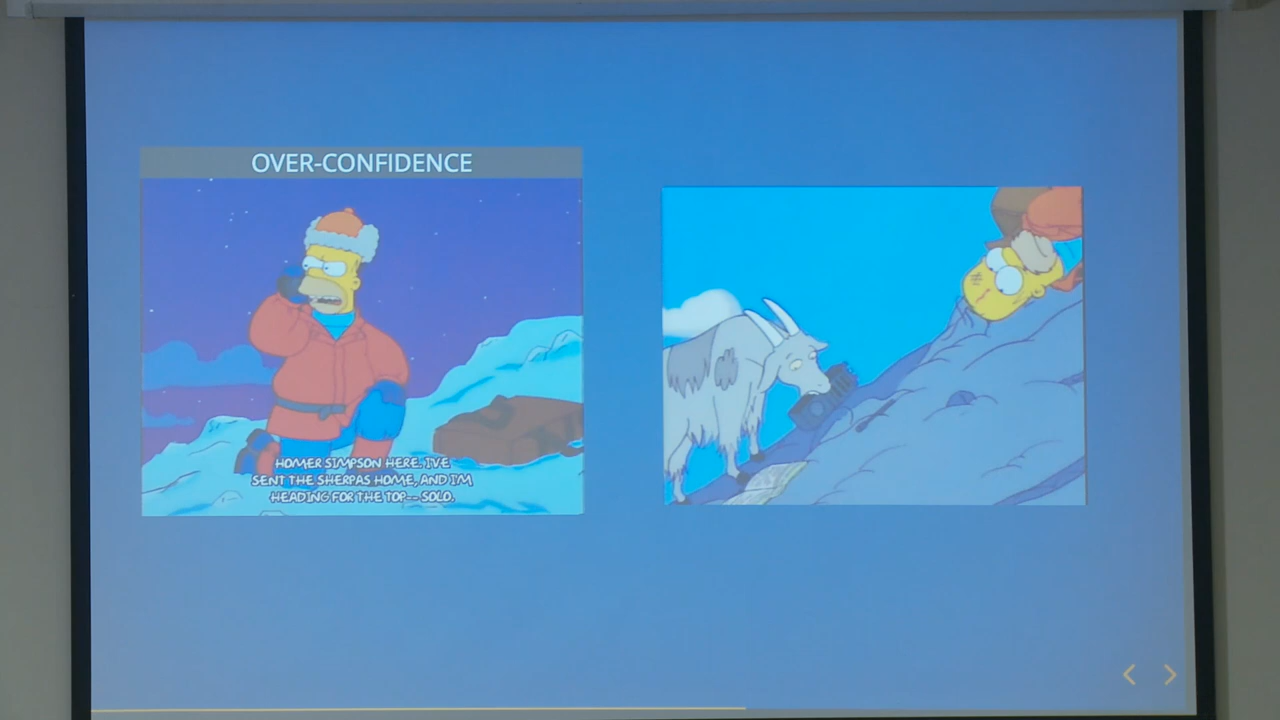 OVER-CONFIDENCE
HOMER SIMPSON HERE. I'VE
SENT THE SHERPAS HOME, AND I'M
HEADING FOR THE TOP-- SOLO.